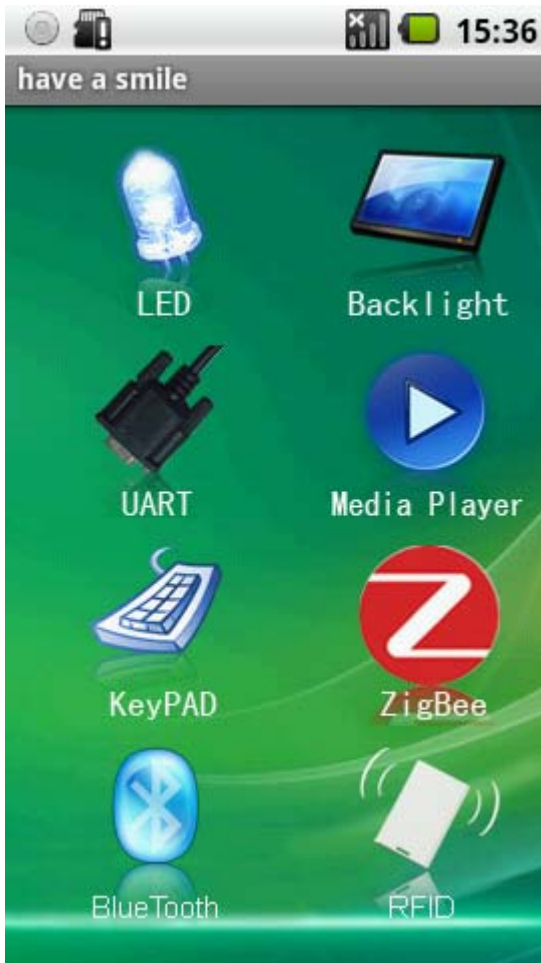 15:36
have a smile
LED
Backlight
UART
Media Player
KeyPAD
ZigBee
BlueTooth
RFID